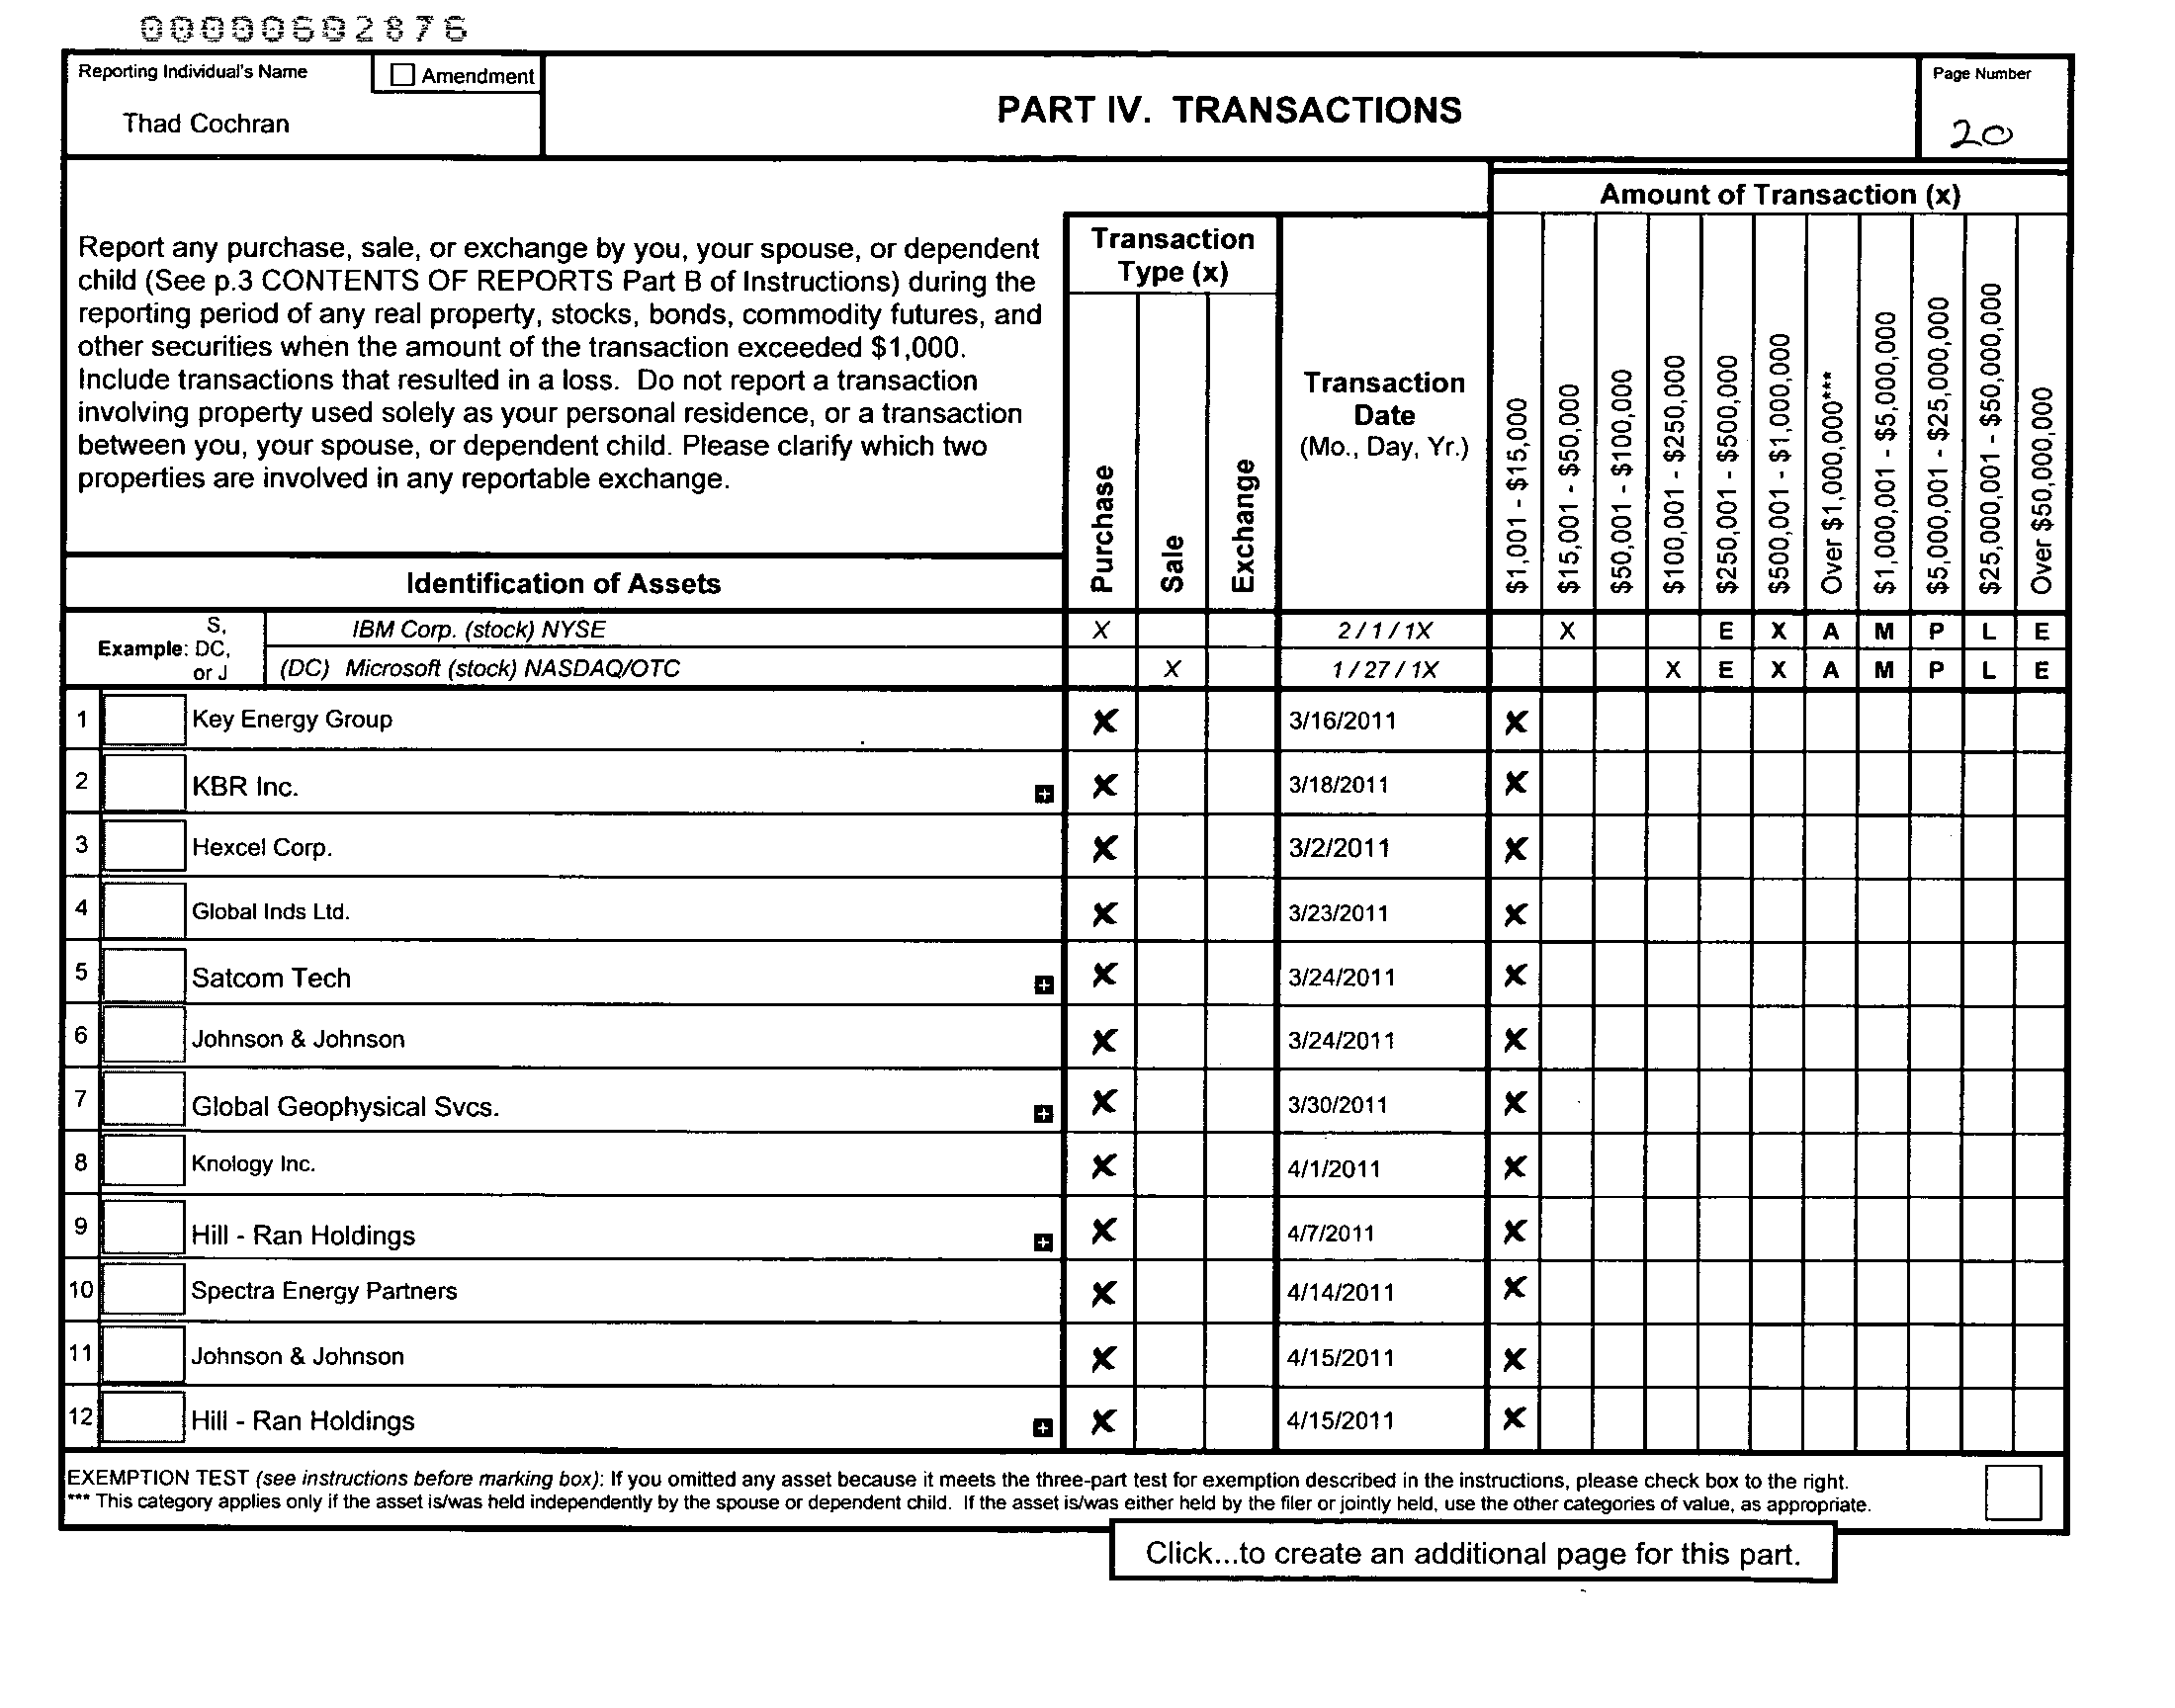 00000602876
Reporting Individual's Name
Amendment
Thad Cochran
PART IV. TRANSACTIONS
Page Number
20
Report any purchase, sale, or exchange by you, your spouse, or dependent
child (See p.3 CONTENTS OF REPORTS Part B of Instructions) during the
reporting period of any real property, stocks, bonds, commodity futures, and
other securities when the amount of the transaction exceeded $1,000.
Include transactions that resulted in a loss. Do not report a transaction
involving property used solely as your personal residence, or a transaction
between you, your spouse, or dependent child. Please clarify which two
properties are involved in any reportable exchange.
Identification of Assets
Transaction
Type (x)
Purchase
Sale
Exchange
Transaction
Date
(Mo., Day, Yr.)
Amount of Transaction (x)
$1,001 - $15,000
$15,001 - $50,000
$50,001 - $100,000
$100,001 - $250,000
$250,001 - $500,000
$500,001 - $1,000,000
Over $1,000,000***
$1,000,001 - $5,000,000
$5,000,001 - $25,000,000
$25,000,001 - $50,000,000
Over $50,000,000
Example: S, DC, or J
IBM Corp. (stock) NYSE X 2 / 1 / 1X X E X A M P L E
(DC) Microsoft (stock) NASDAQ/OTC X 1 / 27 / 1X X E X A M P L E
1 Key Energy Group X 3/16/2011 X
2 KBR Inc. + X 3/18/2011 X
3 Hexcel Corp. X 3/2/2011 X
4 Global Inds Ltd. X 3/23/2011 X
5 Satcom Tech + X 3/24/2011 X
6 Johnson & Johnson X 3/24/2011 X
7 Global Geophysical Svcs. + X 3/30/2011 X
8 Knology Inc. X 4/1/2011 X
9 Hill - Ran Holdings + X 4/7/2011 X
10 Spectra Energy Partners X 4/14/2011 X
11 Johnson & Johnson X 4/15/2011 X
12 Hill - Ran Holdings + X 4/15/2011 X
EXEMPTION TEST (see instructions before marking box): If you omitted any asset because it meets the three-part test for exemption described in the instructions, please check box to the right.
*** This category applies only if the asset is/was held independently by the spouse or dependent child. If the asset is/was either held by the filer or jointly held, use the other categories of value, as appropriate.
Click...to create an additional page for this part.